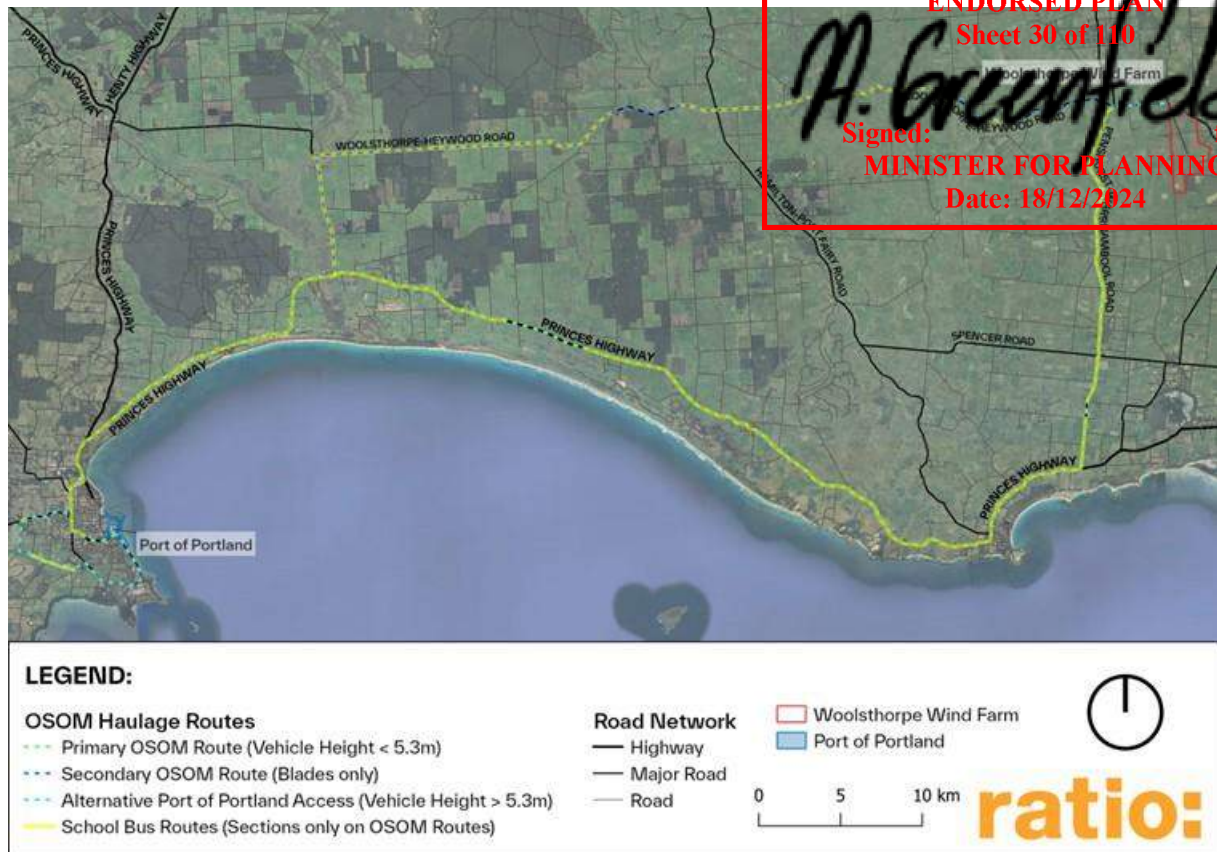 ENDORSED PLAN
Sheet 30 of 110
Woolsthorpe Wind Farm
PRINCES HIGHWAY
HENTY HIGHWAY
WOOLSTHORPE-HEYWOOD ROAD
HEYWOOD ROAD
A. Greenfield
Signed:
MINISTER FOR PLANNING
Date: 18/12/2024
HAMILTON-PORT FAIRY ROAD
ROAD
PRINCES HIGHWAY
PRINCES HIGHWAY
SPENCER ROAD
PRINCES HIGHWAY
PRINCES HIGHWAY
Port of Portland
LEGEND:
OSOM Haulage Routes
Primary OSOM Route (Vehicle Height < 5.3m)
Secondary OSOM Route (Blades only)
Alternative Port of Portland Access (Vehicle Height > 5.3m)
School Bus Routes (Sections only on OSOM Routes)
Road Network
Highway
Major Road
Road
Woolsthorpe Wind Farm
Port of Portland
0 5 10 km
ratio: